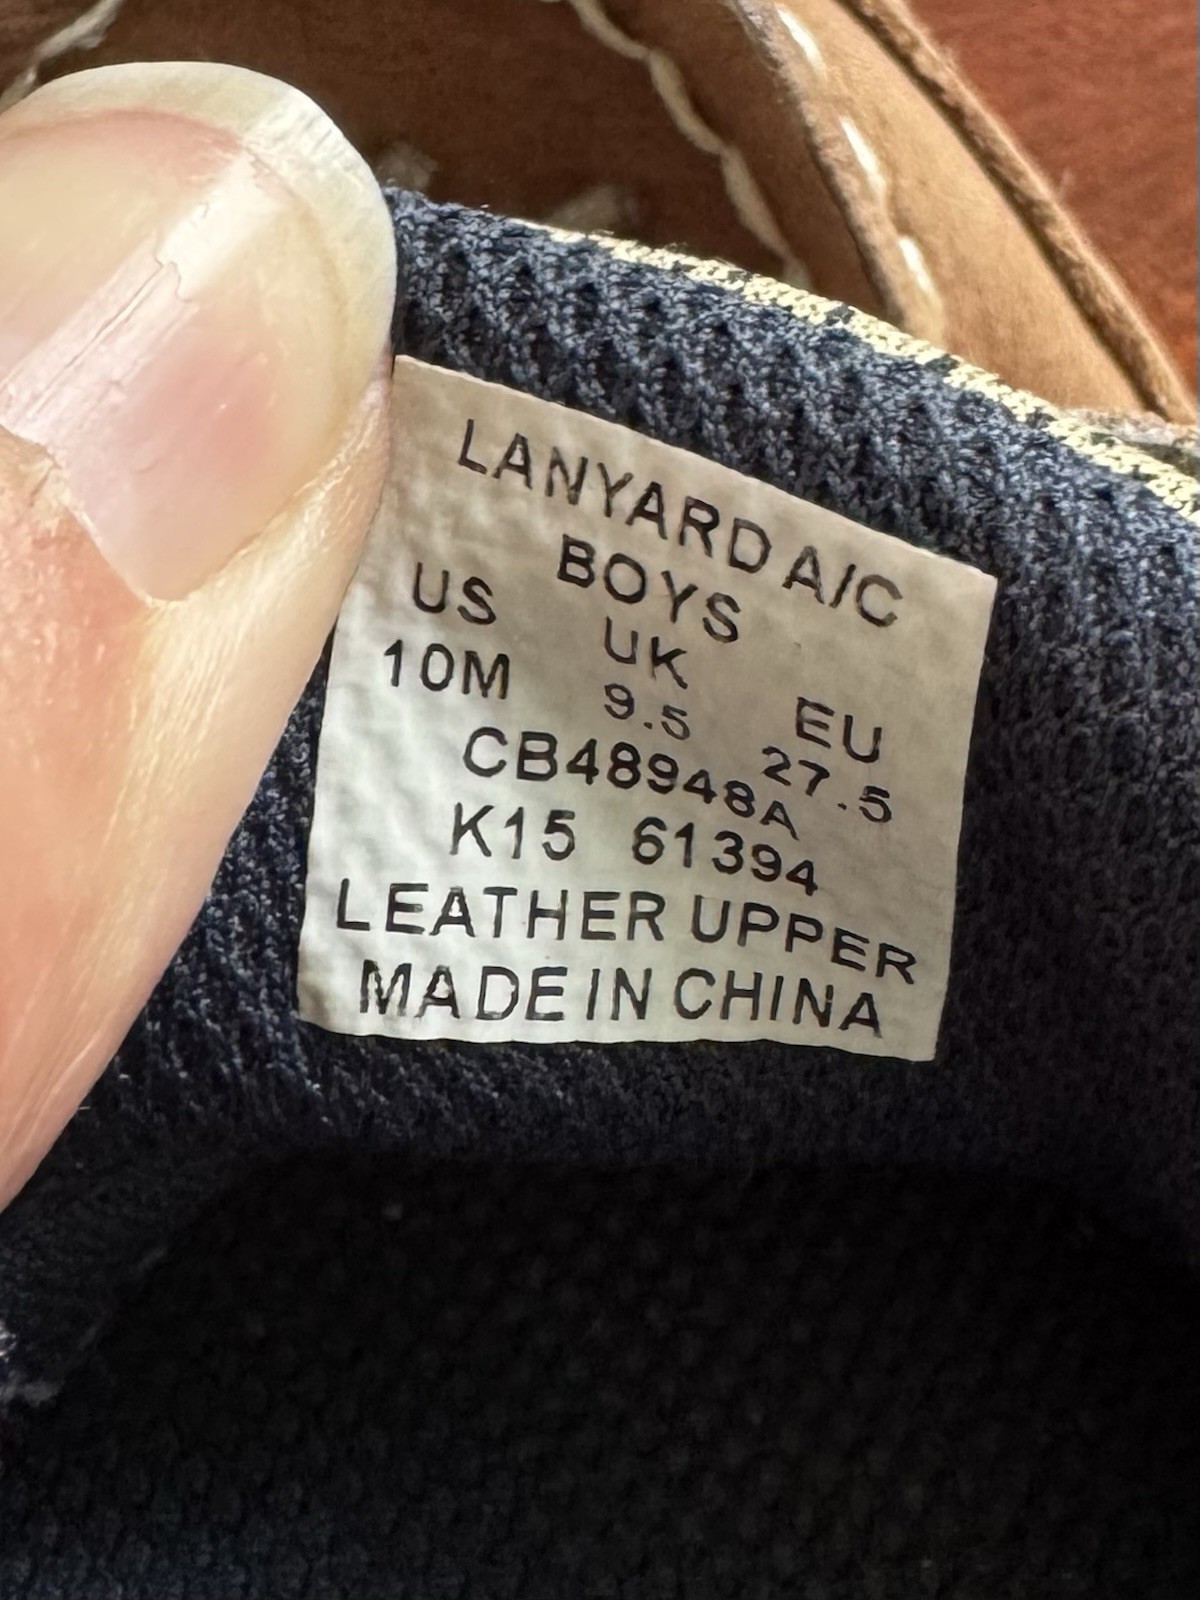 LANYARD A/C
BOYS
US UK EU
10M 9.5 27.5
CB48948A
K15 61394
LEATHER UPPER
MADE IN CHINA